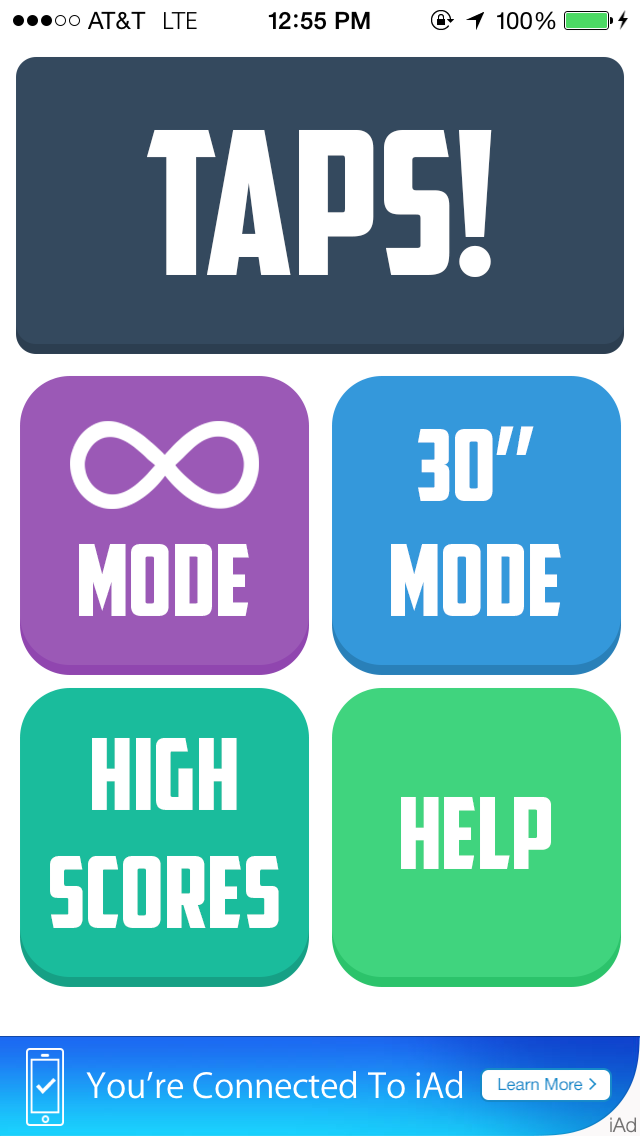 AT&T LTE 12:55 PM 100%
TAPS!
∞
MODE
30"
MODE
HIGH
SCORES
HELP
You're Connected To iAd
Learn More >
iAd